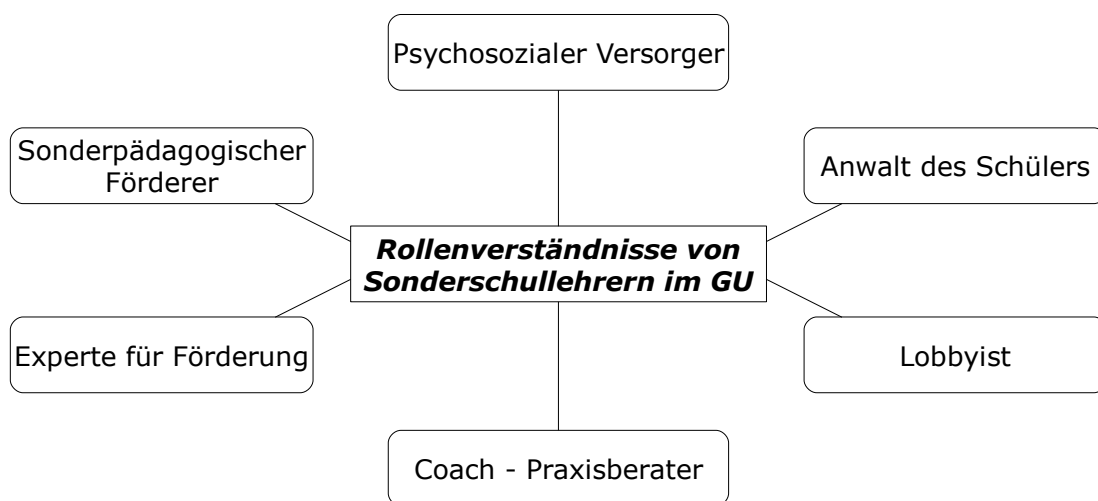 Psychosozialer Versorger
Sonderpädagogischer
Förderer
Anwalt des Schülers
Rollenverständnisse von
Sonderschullehrern im GU
Experte für Förderung
Lobbyist
Coach - Praxisberater